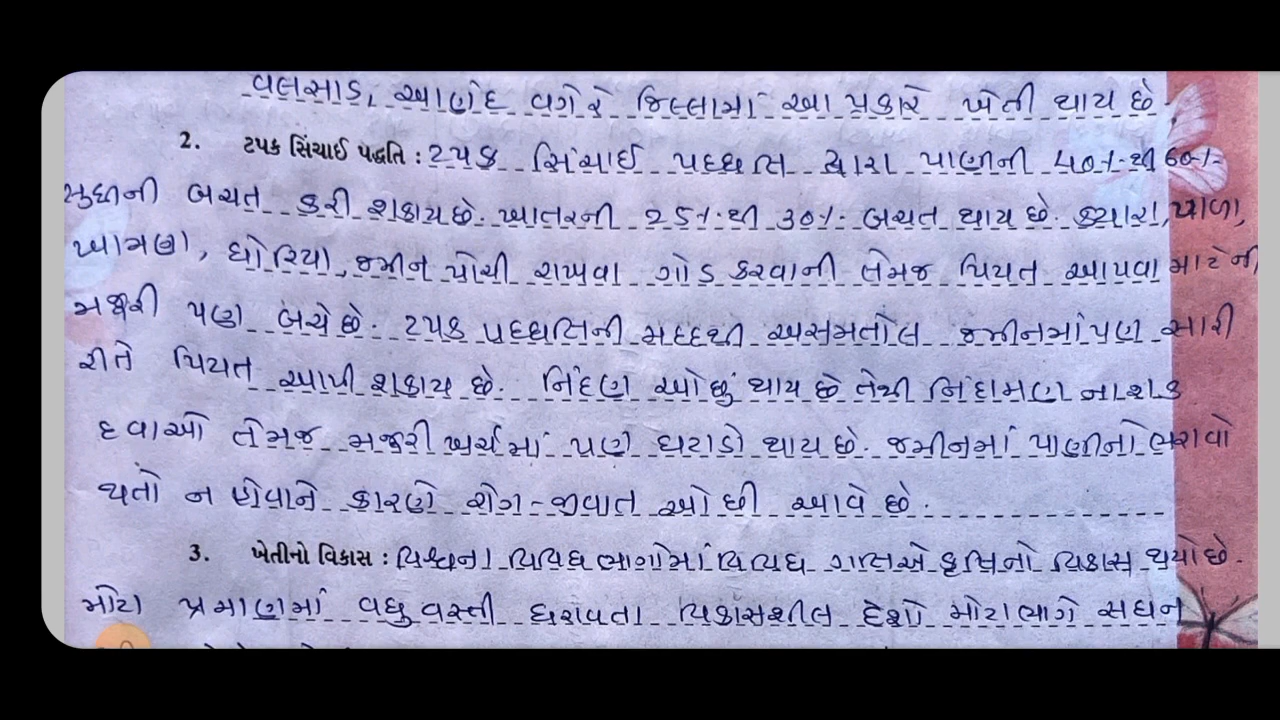 વલસાડ, આણંદ વગેરે જિલ્લામાં આ પ્રકારે ખેતી થાય છે.
2. ટપક સિંચાઈ પદ્ધતિ : ટપક સિંચાઈ પધ્ધતિ દ્વારા પાણીની 40% થી 60%
સુધીની બચત કરી શકાય છે. ખાતરની 25% થી 30% બચત થાય છે. ક્યારા, પાળા,
ખામણા, ધોરિયા, જમીન પોચી રાખવા ગોડ કરવાની તેમજ પિયત આપવા માટેની
મજૂરી પણ બચે છે. ટપક પધ્ધતિની મદદથી અસમતોલ જમીનમાં પણ સારી
રીતે પિયત આપી શકાય છે. નિંદણ ઓછું થાય છે તેથી નિંદામણ નાશક
દવાઓ તેમજ મજૂરી ખર્ચમાં પણ ઘટાડો થાય છે. જમીનમાં પાણીનો ભરાવો
થતો ન હોવાને કારણે રોગ-જીવાત ઓછી આવે છે.
3. ખેતીનો વિકાસ : વિશ્વના વિવિધ ભાગોમાં વિવિધ ગતિએ કૃષિનો વિકાસ થયો છે.
મોટા પ્રમાણમાં વધુ વસ્તી ધરાવતા વિકાસશીલ દેશો મોટાભાગે સઘન